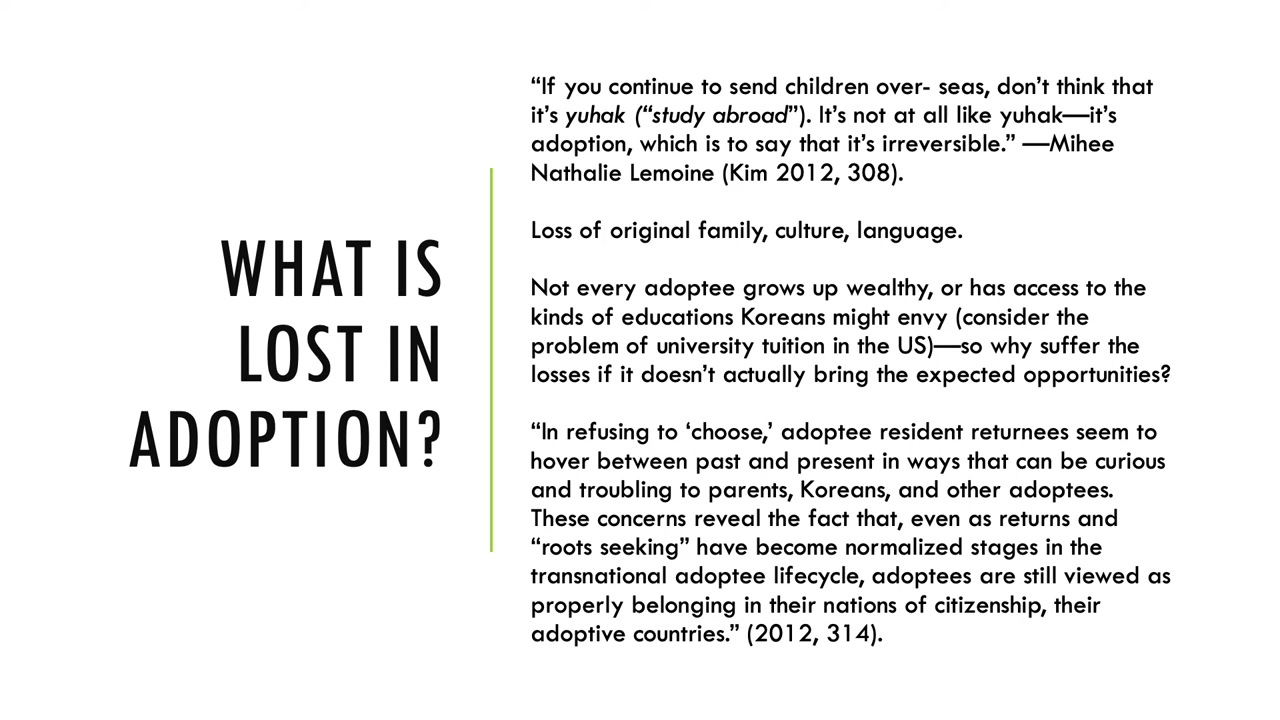 WHAT IS
LOST IN
ADOPTION?
“If you continue to send children over- seas, don’t think that
it’s yuhak (“study abroad”). It’s not at all like yuhak—it’s
adoption, which is to say that it’s irreversible.” —Mihee
Nathalie Lemoine (Kim 2012, 308).
Loss of original family, culture, language.
Not every adoptee grows up wealthy, or has access to the
kinds of educations Koreans might envy (consider the
problem of university tuition in the US)—so why suffer the
losses if it doesn’t actually bring the expected opportunities?
“In refusing to ‘choose,’ adoptee resident returnees seem to
hover between past and present in ways that can be curious
and troubling to parents, Koreans, and other adoptees.
These concerns reveal the fact that, even as returns and
“roots seeking” have become normalized stages in the
transnational adoptee lifecycle, adoptees are still viewed as
properly belonging in their nations of citizenship, their
adoptive countries.” (2012, 314).